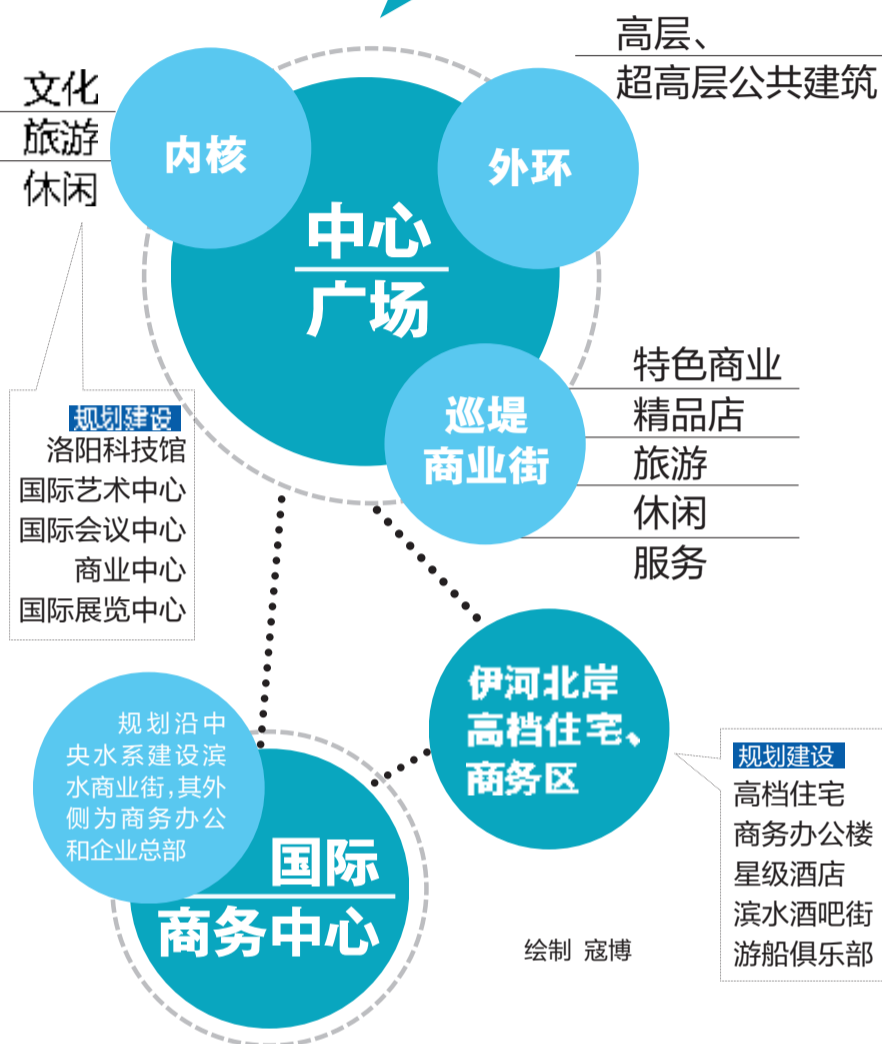 高层、
超高层公共建筑
文化
旅游
休闲
内核
外环
中心
广场
特色商业
精品店
旅游
休闲
服务
巡堤
商业街
规划建设
洛阳科技馆
国际艺术中心
国际会议中心
商业中心
国际展览中心
伊河北岸
高档住宅、
商务区
规划沿中
央水系建设滨
水商业街,其外
侧为商务办公
和企业总部
国际
商务中心
规划建设
高档住宅
商务办公楼
星级酒店
滨水酒吧街
游船俱乐部
绘制 寇博